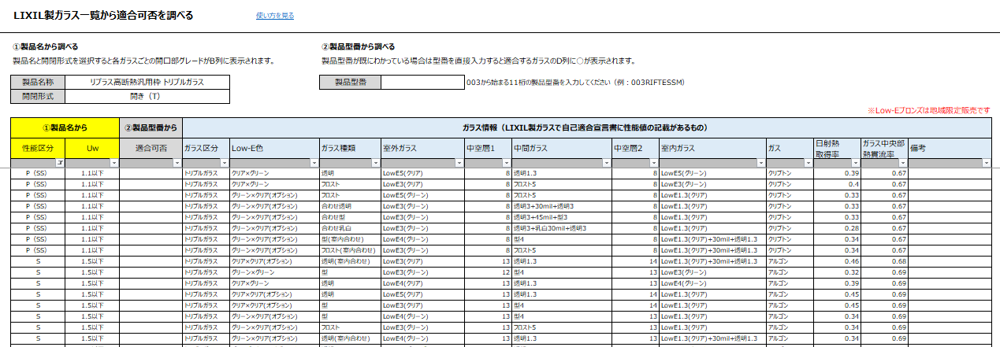 LIXIL製ガラス一覧から適合可否を調べる 使い方を見る
①製品名から調べる ②製品型番から調べる
製品名と開閉形式を選択すると各ガラスごとの開口部グレードがB列に表示されます。 製品型番が既にわかっている場合は型番を直接入力すると適合するガラスのD列に○が表示されます。
製品名称 リプラス高断熱汎用枠 トリプルガラス 製品型番 003から始まる11桁の製品型番を入力してください（例：003RIFTESSM）
開閉形式 開き（T）
※Low-Eブロンズは地域限定販売です
①製品名から ②製品型番から ガラス情報（LIXIL製ガラスで自己適合宣言書に性能値の記載があるもの）
性能区分 Uw 適合可否 ガラス区分 Low-E色 ガラス種類 室外ガラス 中空層1 中間ガラス 中空層2 室内ガラス ガス 日射熱取得率 ガラス中央部熱貫流率 備考
P（SS） 1.1以下 トリプルガラス クリア×グリーン 透明 LowE5(クリア) 8 透明1.3 8 LowE5(グリーン) クリプトン 0.39 0.67
P（SS） 1.1以下 トリプルガラス クリア×グリーン フロスト LowE3(クリア) 8 フロスト5 8 LowE3(グリーン) クリプトン 0.4 0.67
P（SS） 1.1以下 トリプルガラス グリーン×クリア(オプション) フロスト LowE5(グリーン) 8 フロスト5 8 LowE1.3(クリア) クリプトン 0.33 0.67
P（SS） 1.1以下 トリプルガラス グリーン×クリア(オプション) 合わせ透明 LowE3(グリーン) 8 透明3+30mil+透明3 8 LowE1.3(クリア) クリプトン 0.33 0.67
P（SS） 1.1以下 トリプルガラス グリーン×クリア(オプション) 合わせ型 LowE3(グリーン) 8 透明3+45mil+型3 8 LowE1.3(クリア) クリプトン 0.33 0.67
P（SS） 1.1以下 トリプルガラス グリーン×クリア(オプション) 合わせ乳白 LowE3(グリーン) 8 透明3+乳白30mil+透明3 8 LowE1.3(クリア) クリプトン 0.28 0.67
P（SS） 1.1以下 トリプルガラス グリーン×クリア(オプション) 型(室内合わせ) LowE4(グリーン) 8 型4 8 LowE1.3(クリア)+30mil+透明1.3 クリプトン 0.34 0.67
P（SS） 1.1以下 トリプルガラス グリーン×クリア(オプション) フロスト(室内合わせ) LowE3(グリーン) 8 フロスト5 8 LowE1.3(クリア)+30mil+透明1.3 クリプトン 0.34 0.67
S 1.5以下 トリプルガラス クリア×クリア(オプション) 透明(室内合わせ) LowE3(クリア) 13 透明1.3 14 LowE1.3(クリア)+30mil+透明1.3 アルゴン 0.46 0.68
S 1.5以下 トリプルガラス グリーン×グリーン 型 LowE3(グリーン) 12 型4 13 LowE3(グリーン) アルゴン 0.32 0.69
S 1.5以下 トリプルガラス クリア×グリーン 透明 LowE4(クリア) 13 透明1.3 13 LowE4(グリーン) アルゴン 0.39 0.69
S 1.5以下 トリプルガラス クリア×クリア(オプション) 透明 LowE5(クリア) 13 透明1.3 14 LowE1.3(クリア) アルゴン 0.45 0.69
S 1.5以下 トリプルガラス クリア×クリア(オプション) 型 LowE3(クリア) 13 型4 14 LowE1.3(クリア) アルゴン 0.45 0.69
S 1.5以下 トリプルガラス グリーン×クリア(オプション) 型 LowE4(グリーン) 13 型4 13 LowE1.3(クリア) アルゴン 0.34 0.69
S 1.5以下 トリプルガラス グリーン×クリア(オプション) フロスト LowE3(グリーン) 13 フロスト5 13 LowE1.3(クリア) アルゴン 0.34 0.69
S 1.5以下 トリプルガラス グリーン×クリア(オプション) 透明(室内合わせ) LowE5(グリーン) 13 透明1.3 13 LowE1.3(クリア)+30mil+透明1.3 アルゴン 0.34 0.69